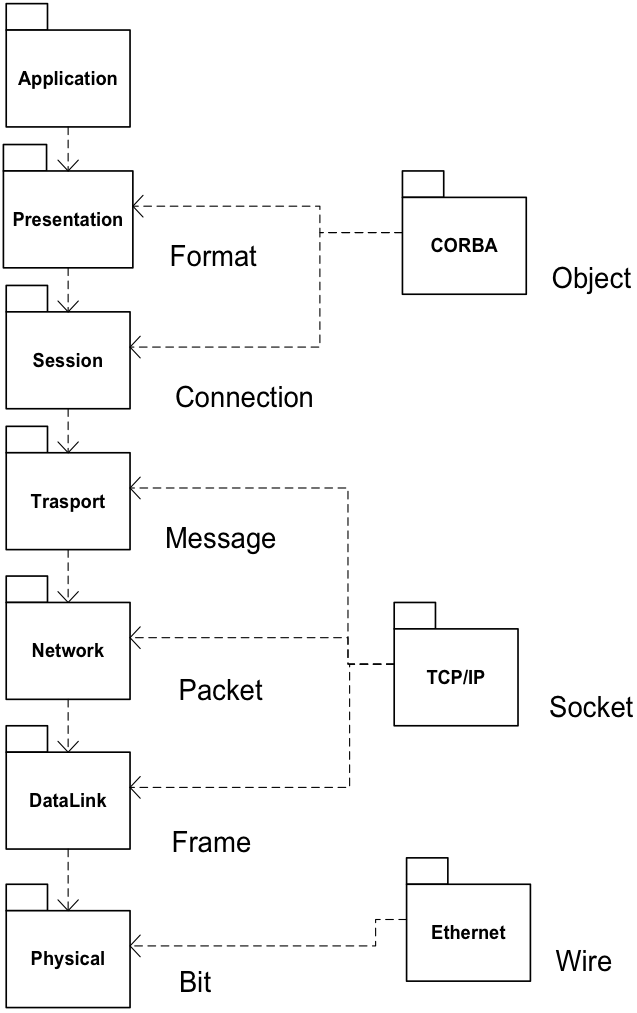 Application
Presentation
Format
CORBA
Object
Session
Connection
Trasport
Message
Network
Packet
TCP/IP
Socket
DataLink
Frame
Ethernet
Wire
Physical
Bit